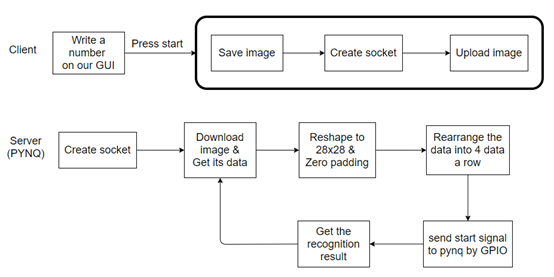 Client
Write a
number
on our GUI
Press start
Save image
Create socket
Upload image
Server
(PYNQ)
Create socket
Download
image &
Get its data
Reshape to
28x28 &
Zero padding
Rearrange the
data into 4 data
a row
send start signal
to pynq by GPIO
Get the
recognition
result